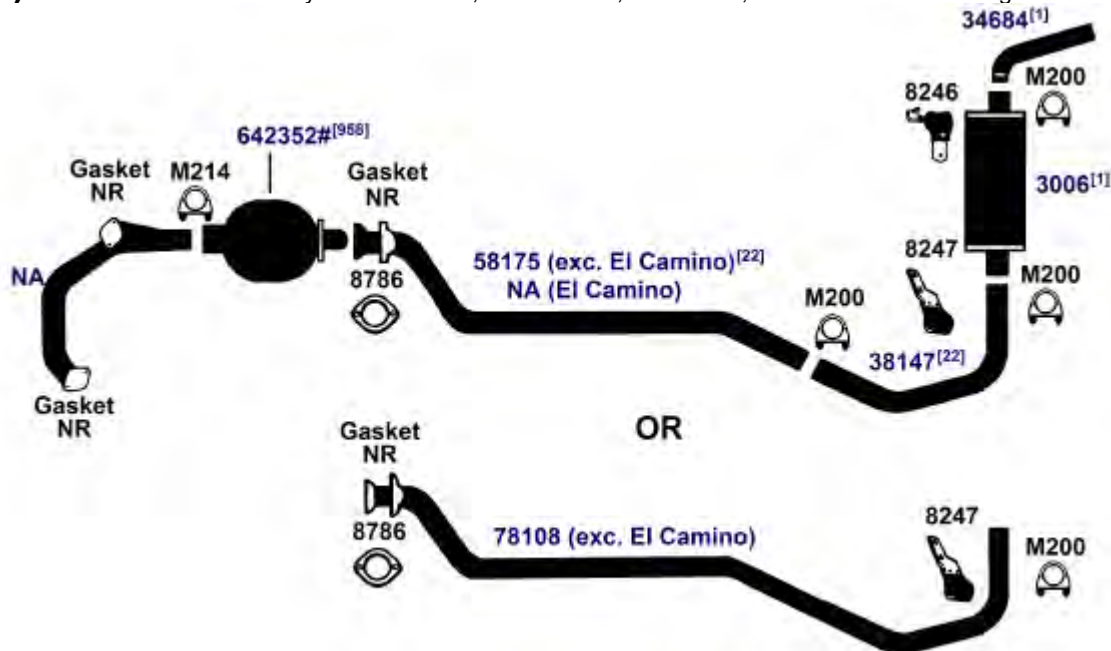 34684[1]
M200
8246
642352#[958]
Gasket
NR
M214
Gasket
NR
3006[1]
NA
8786
58175 (exc. El Camino)[22]
NA (El Camino)
8247
M200
M200
38147[22]
Gasket
NR
OR
Gasket
NR
8786
78108 (exc. El Camino)
8247
M200